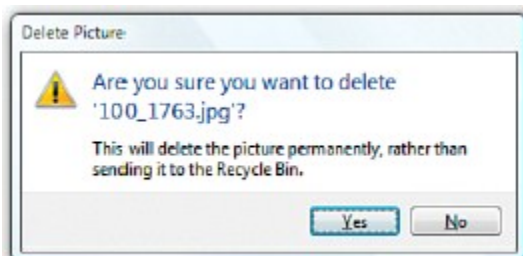 Delete Picture
Are you sure you want to delete
'100_1763.jpg'?
This will delete the picture permanently, rather than
sending it to the Recycle Bin.
Yes No